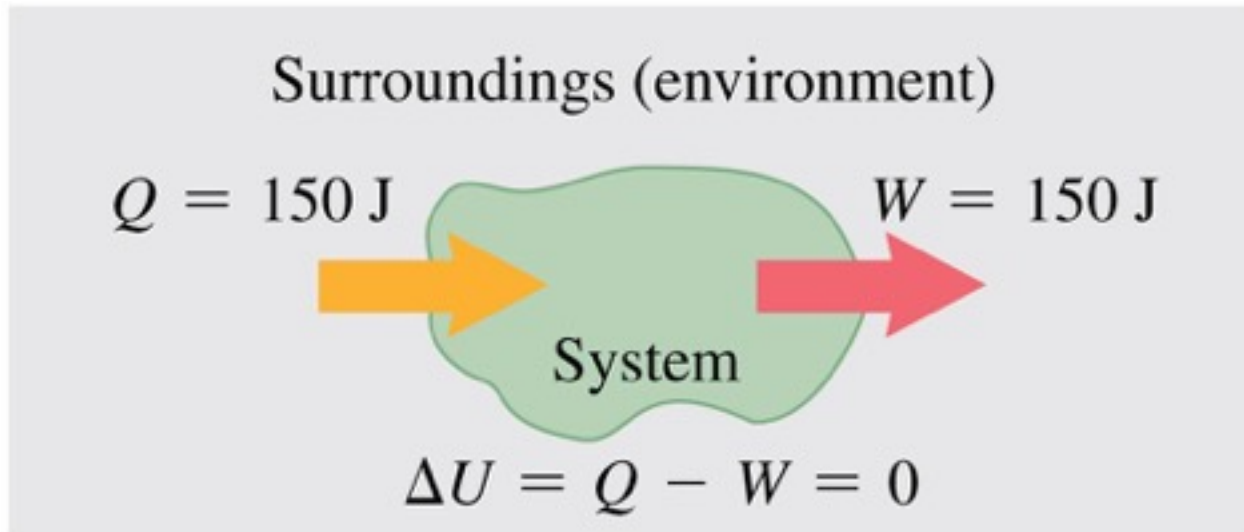 Surroundings (environment)
Q = 150 J
W = 150 J
System
ΔU = Q − W = 0